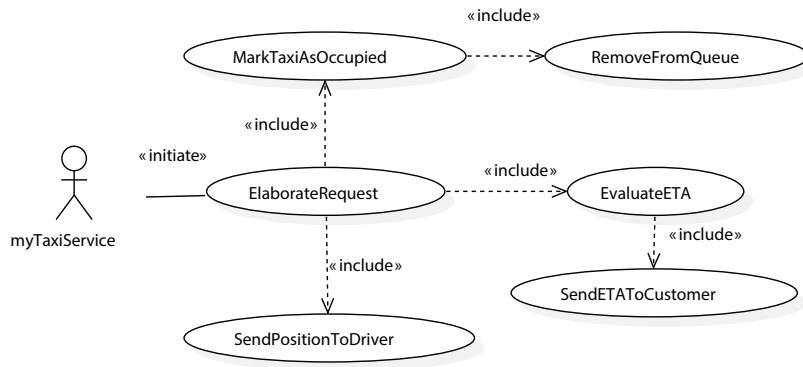 «include»
MarkTaxiAsOccupied
RemoveFromQueue
«include»
«initiate»
«include»
ElaborateRequest
EvaluateETA
myTaxiService
«include»
«include»
SendETAToCustomer
SendPositionToDriver